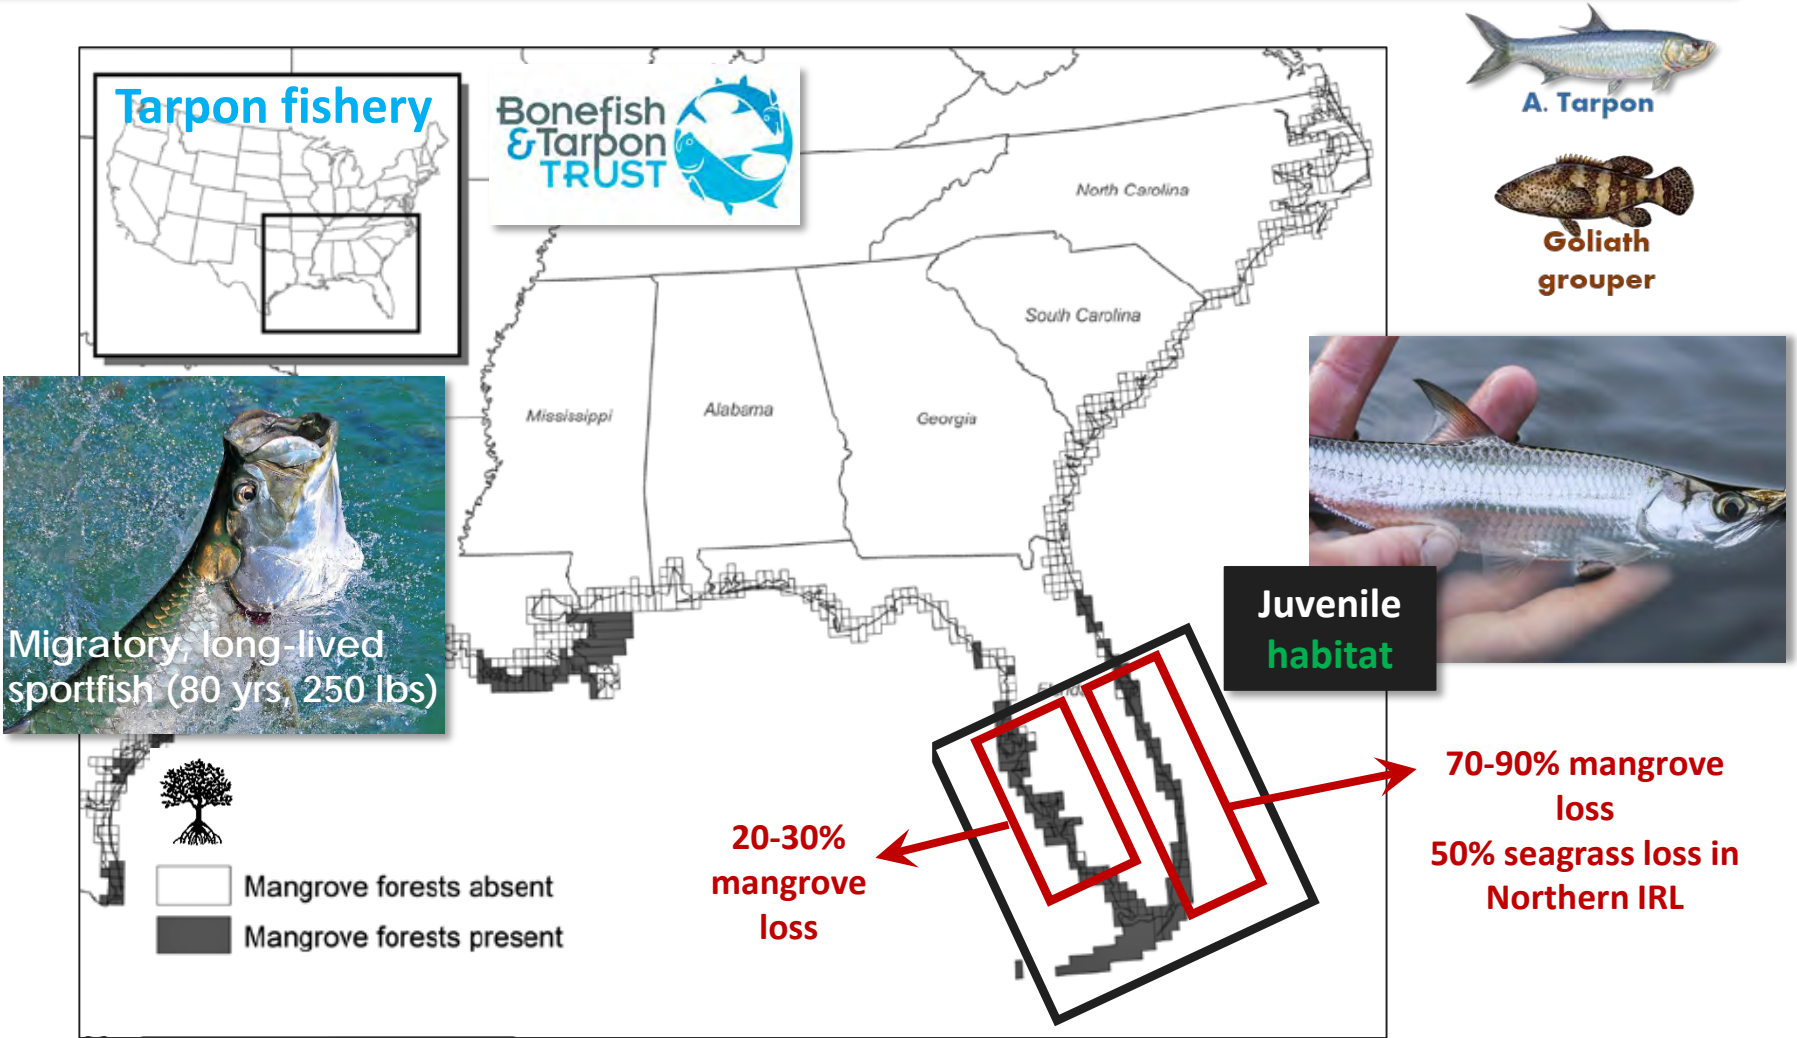 Tarpon fishery
Bonefish
& Tarpon
TRUST
A. Tarpon
Goliath
grouper
North Carolina
South Carolina
Mississippi
Alabama
Georgia
Florida
Juvenile
habitat
Migratory, long-lived
sportfish (80 yrs, 250 lbs)
70-90% mangrove
loss
50% seagrass loss in
Northern IRL
20-30%
mangrove
loss
Mangrove forests absent
Mangrove forests present